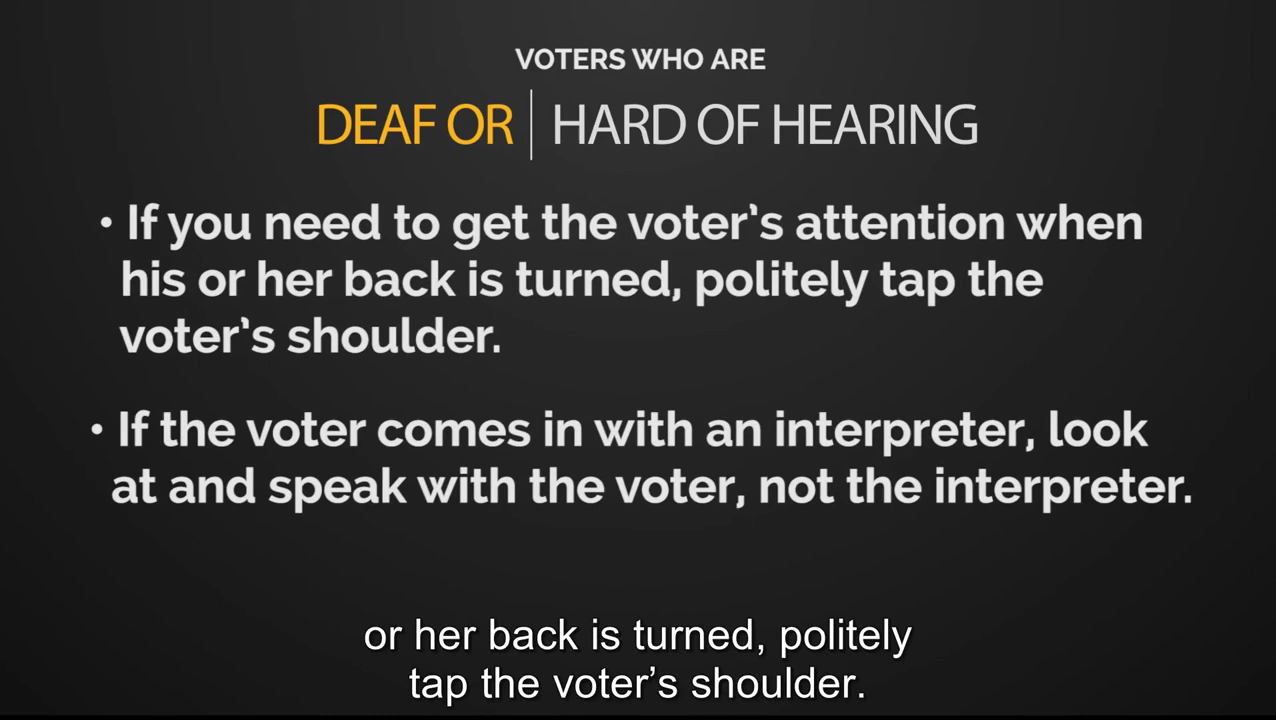 VOTERS WHO ARE
DEAF OR HARD OF HEARING
• If you need to get the voter's attention when
his or her back is turned, politely tap the
voter's shoulder.
• If the voter comes in with an interpreter, look
at and speak with the voter, not the interpreter.
or her back is turned, politely
tap the voter's shoulder.